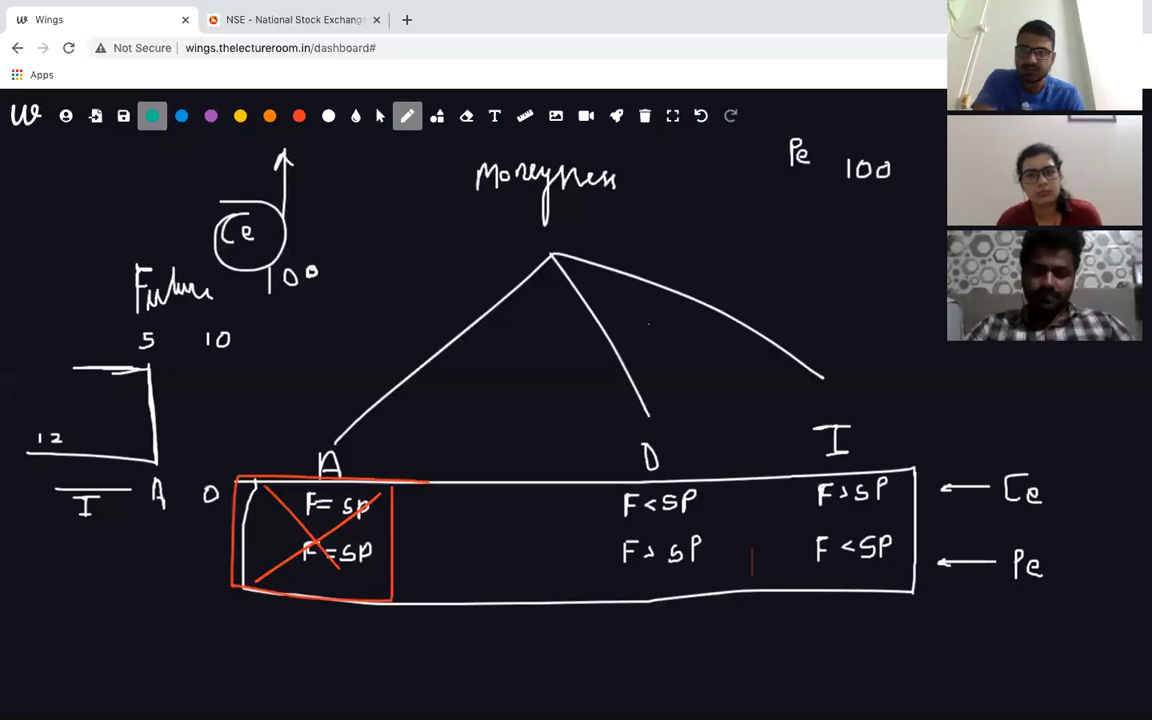 Wings
NSE - National Stock Exchang
Not Secure
wings.thelectureroom.in/dashboard#
Apps
Moneyness
Pe 100
Ce
100
Future
5 10
12
I A O
A D I
F = SP F < SP F > SP Ce
F = SP F > SP F < SP Pe